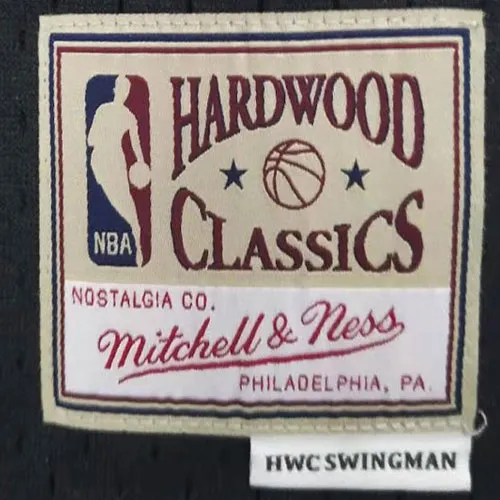 HARDWOOD
CLASSICS
NBA
NOSTALGIA CO.
Mitchell & Ness
PHILADELPHIA, PA.
HWC SWINGMAN